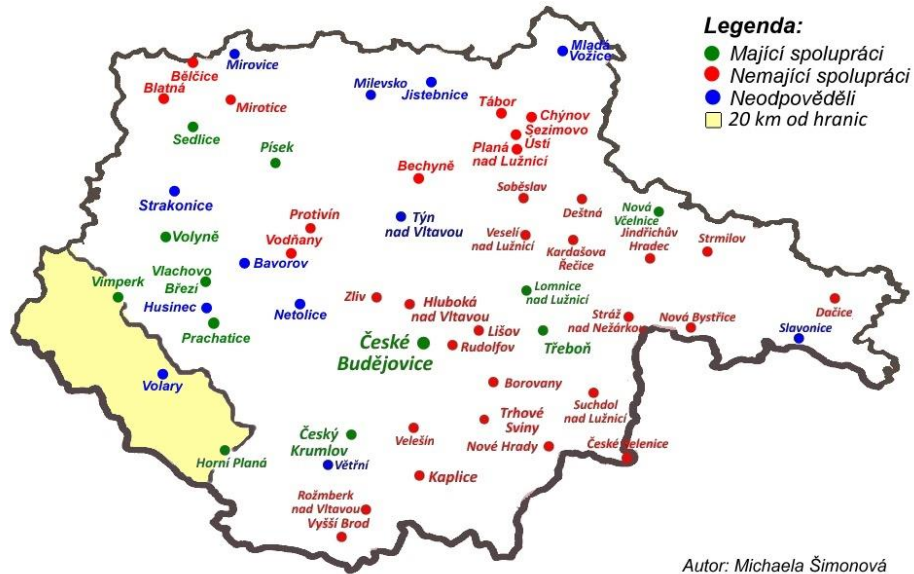 Legenda:
Mající spolupráci
Nemající spolupráci
Neodpověděli
20 km od hranic
Mirovice
Bělčice
Blatná
Mirotice
Sedlice
Písek
Milevsko
Jistebnice
Mladá
Vožice
Tábor
Chýnov
Sezimovo
Ústí
Planá
nad Lužnicí
Bechyně
Strakonice
Soběslav
Deštná
Nová
Včelnice
Týn
nad Vltavou
Protivín
Vodňany
Volyně
Veselí
nad Lužnicí
Kardašova
Řečice
Jindřichův
Hradec
Strmilov
Bavorov
Vlachovo
Březí
Vimperk
Husinec
Netolice
Prachatice
Zliv
Hluboká
nad Vltavou
Lomnice
nad Lužnicí
Lišov
Rudolfov
České
Budějovice
Třeboň
Stráž
nad Nežárkou
Nová Bystřice
Dačice
Slavonice
Volary
Borovany
Suchdol
nad Lužnicí
Trhové
Sviny
Velešín
Nové Hrady
České Velenice
Český
Krumlov
Větřní
Horní Planá
Kaplice
Rožmberk
nad Vltavou
Vyšší Brod
Autor: Michaela Šimonová